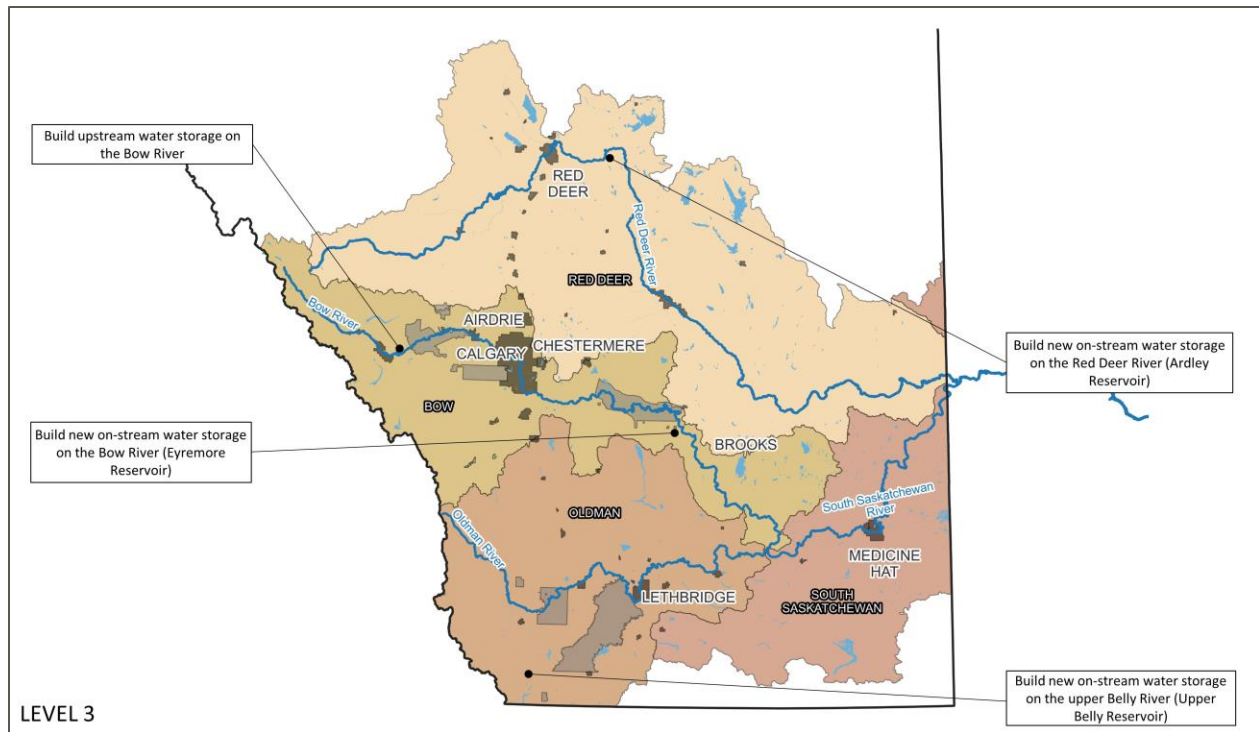 Build upstream water storage on
the Bow River
RED
DEER
Red Deer River
RED DEER
Bow River
AIRDRIE
CALGARY
CHESTERMERE
BOW
Build new on-stream water storage
on the Red Deer River (Ardley
Reservoir)
Build new on-stream water storage
on the Bow River (Eyremore
Reservoir)
BROOKS
Oldman River
OLDMAN
South Saskatchewan
River
MEDICINE
HAT
LETHBRIDGE
SOUTH
SASKATCHEWAN
Build new on-stream water storage
on the upper Belly River (Upper
Belly Reservoir)
LEVEL 3